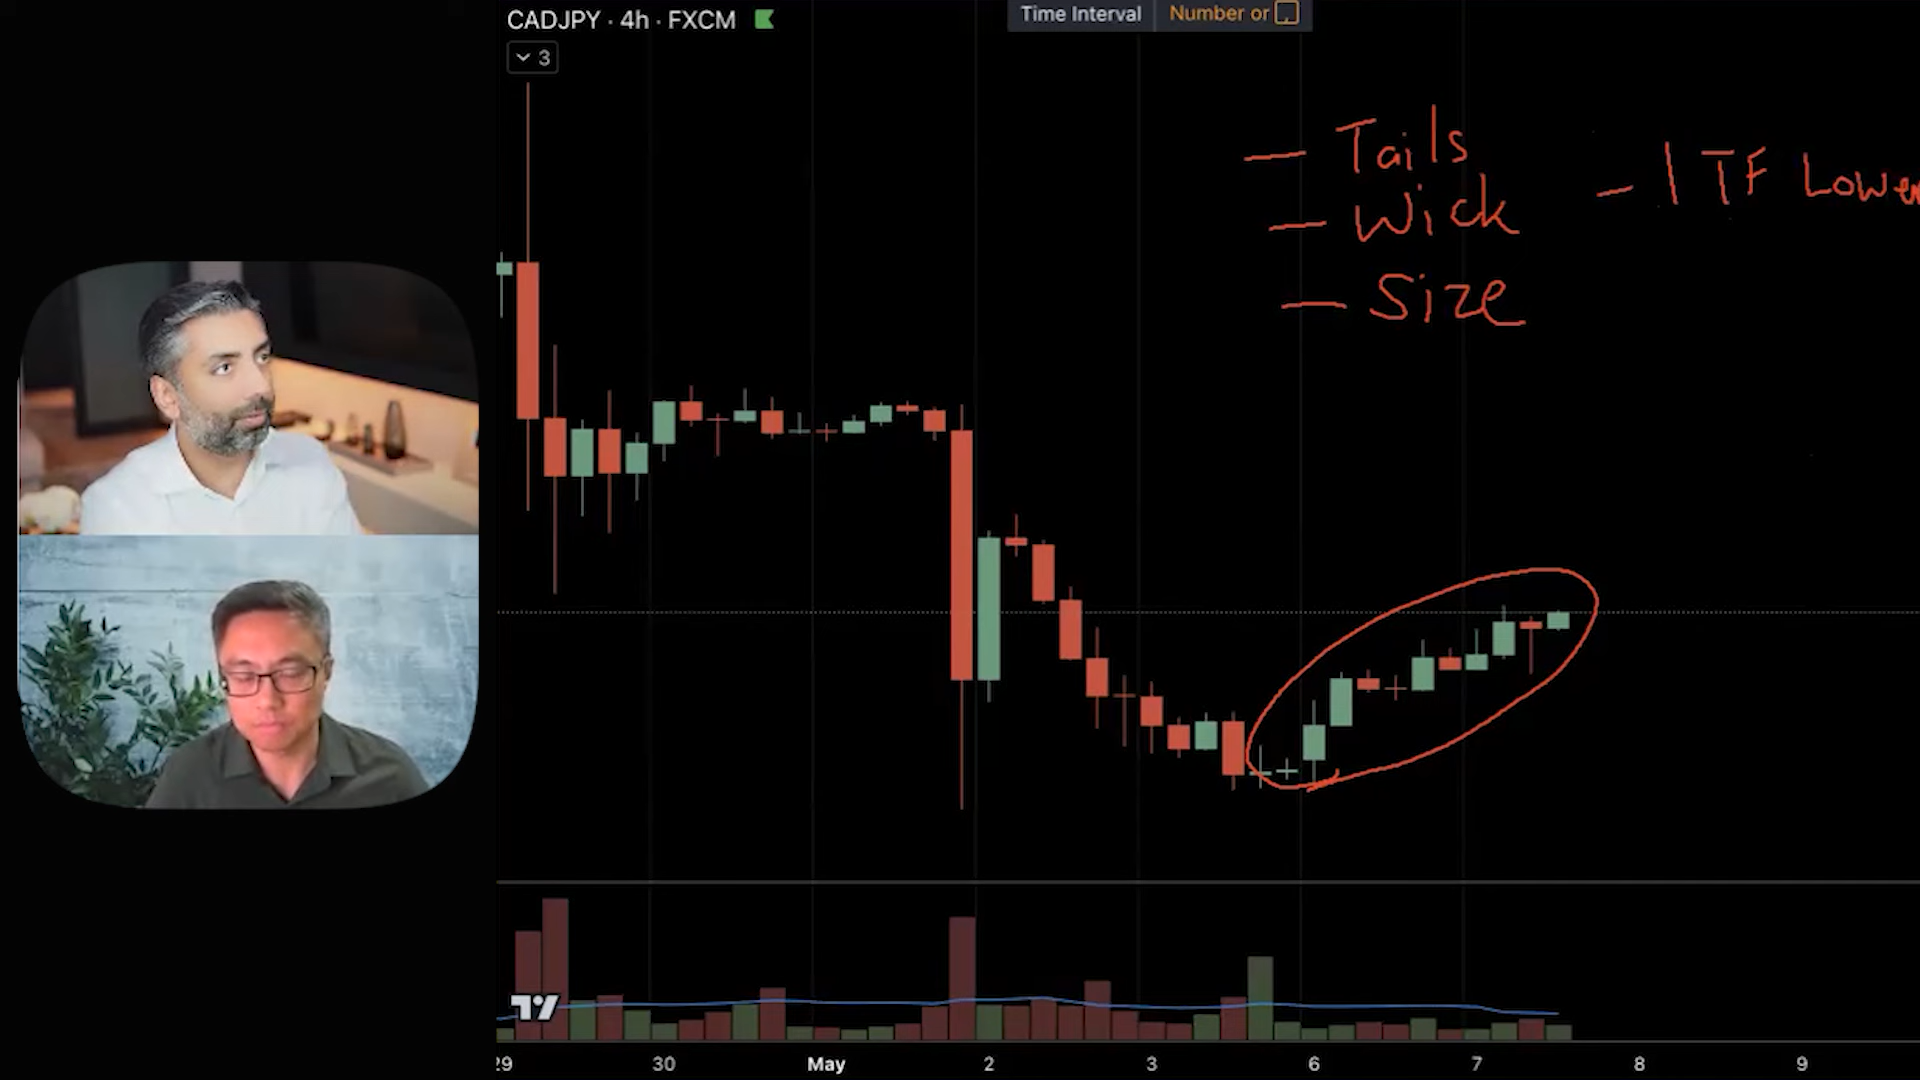 CADJPY · 4h · FXCM
Time Interval
Number or ,
3
— Tails
— Wick
— Size
— 1 TF Lower
29 30 May 2 3 6 7 8 9